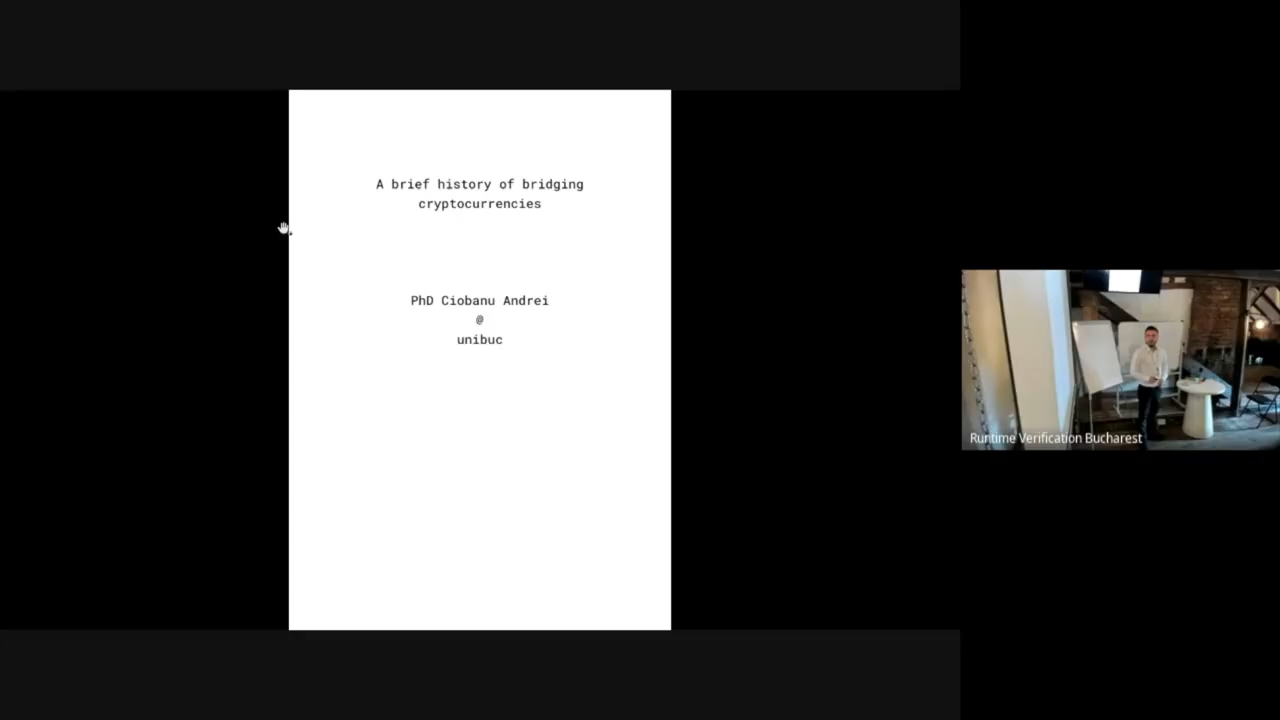 A brief history of bridging
cryptocurrencies
PhD Ciobanu Andrei
@
unibuc
Runtime Verification Bucharest